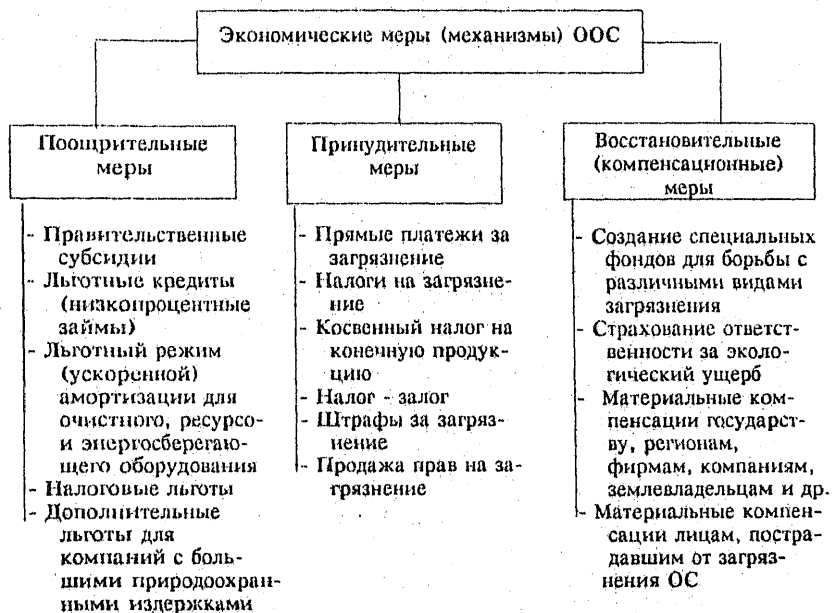 Экономические меры (механизмы) ООС
Поощрительные
меры
- Правительственные
субсидии
- Льготные кредиты
(низкопроцентные
займы)
- Льготный режим
(ускоренной)
амортизации для
очистного, ресурсо-
и энергосберегаю-
щего оборудования
- Налоговые льготы
- Дополнительные
льготы для
компаний с боль-
шими природоохран-
ными издержками
Принудительные
меры
- Прямые платежи за
загрязнение
- Налоги на загрязне-
ние
- Косвенный налог на
конечную продук-
цию
- Налог - залог
- Штрафы за загряз-
нение
- Продажа прав на за-
грязнение
Восстановительные
(компенсационные)
меры
- Создание специальных
фондов для борьбы с
различными видами
загрязнения
- Страхование ответст-
венности за эколо-
гический ущерб
- Материальные ком-
пенсации государст-
ву, регионам,
фирмам, компаниям,
землевладельцам и др.
- Материальные компен-
сации лицам, постра-
давшим от загряз-
нения ОС